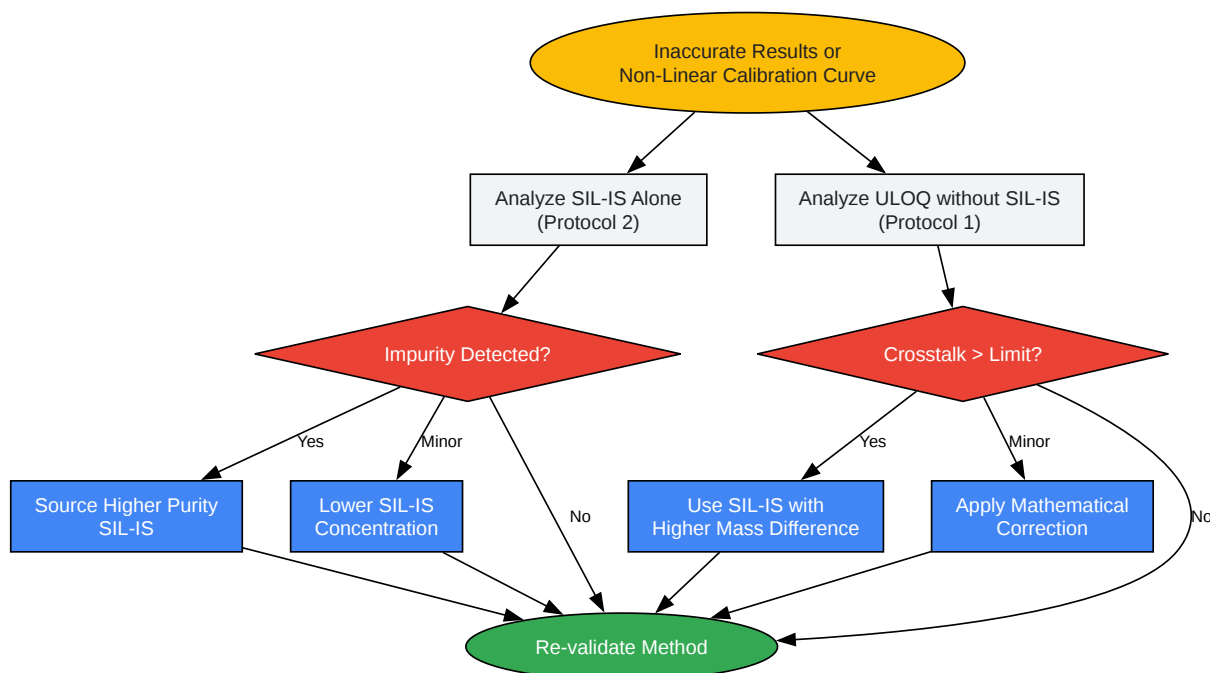 Inaccurate Results or
Non-Linear Calibration Curve
Analyze SIL-IS Alone
(Protocol 2)
Analyze ULOQ without SIL-IS
(Protocol 1)
Impurity Detected?
Crosstalk > Limit?
Yes
Minor
No
Yes
Minor
No
Source Higher Purity
SIL-IS
Lower SIL-IS
Concentration
Use SIL-IS with
Higher Mass Difference
Apply Mathematical
Correction
Re-validate Method